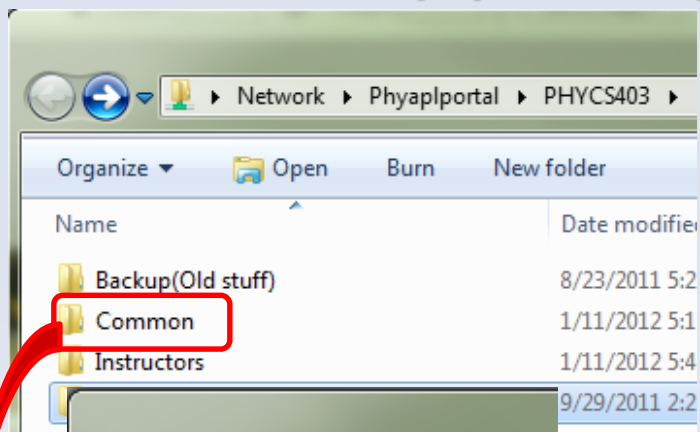 Network Phyaplportal PHYCS403
Organize Open Burn New folder
Name Date modifie
Backup(Old stuff) 8/23/2011 5:2
Common 1/11/2012 5:1
Instructors 1/11/2012 5:4
9/29/2011 2:2